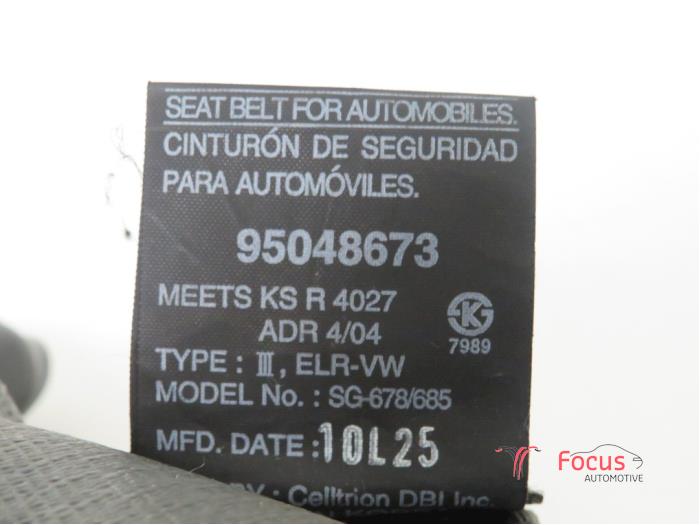 SEAT BELT FOR AUTOMOBILES.
CINTURÓN DE SEGURIDAD
PARA AUTOMÓVILES.
95048673
MEETS KS R 4027
ADR 4/04
7989
TYPE : Ⅲ, ELR-VW
MODEL No. : SG-678/685
MFD. DATE : 10L25
BY : Celltrion DBI Inc.
Focus
AUTOMOTIVE